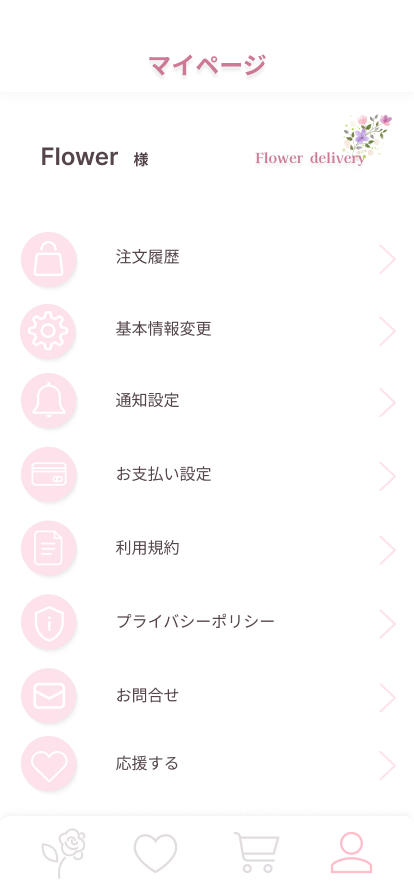 マイページ
Flower 様
Flower delivery
注文履歴
基本情報変更
通知設定
お支払い設定
利用規約
プライバシーポリシー
お問合せ
応援する